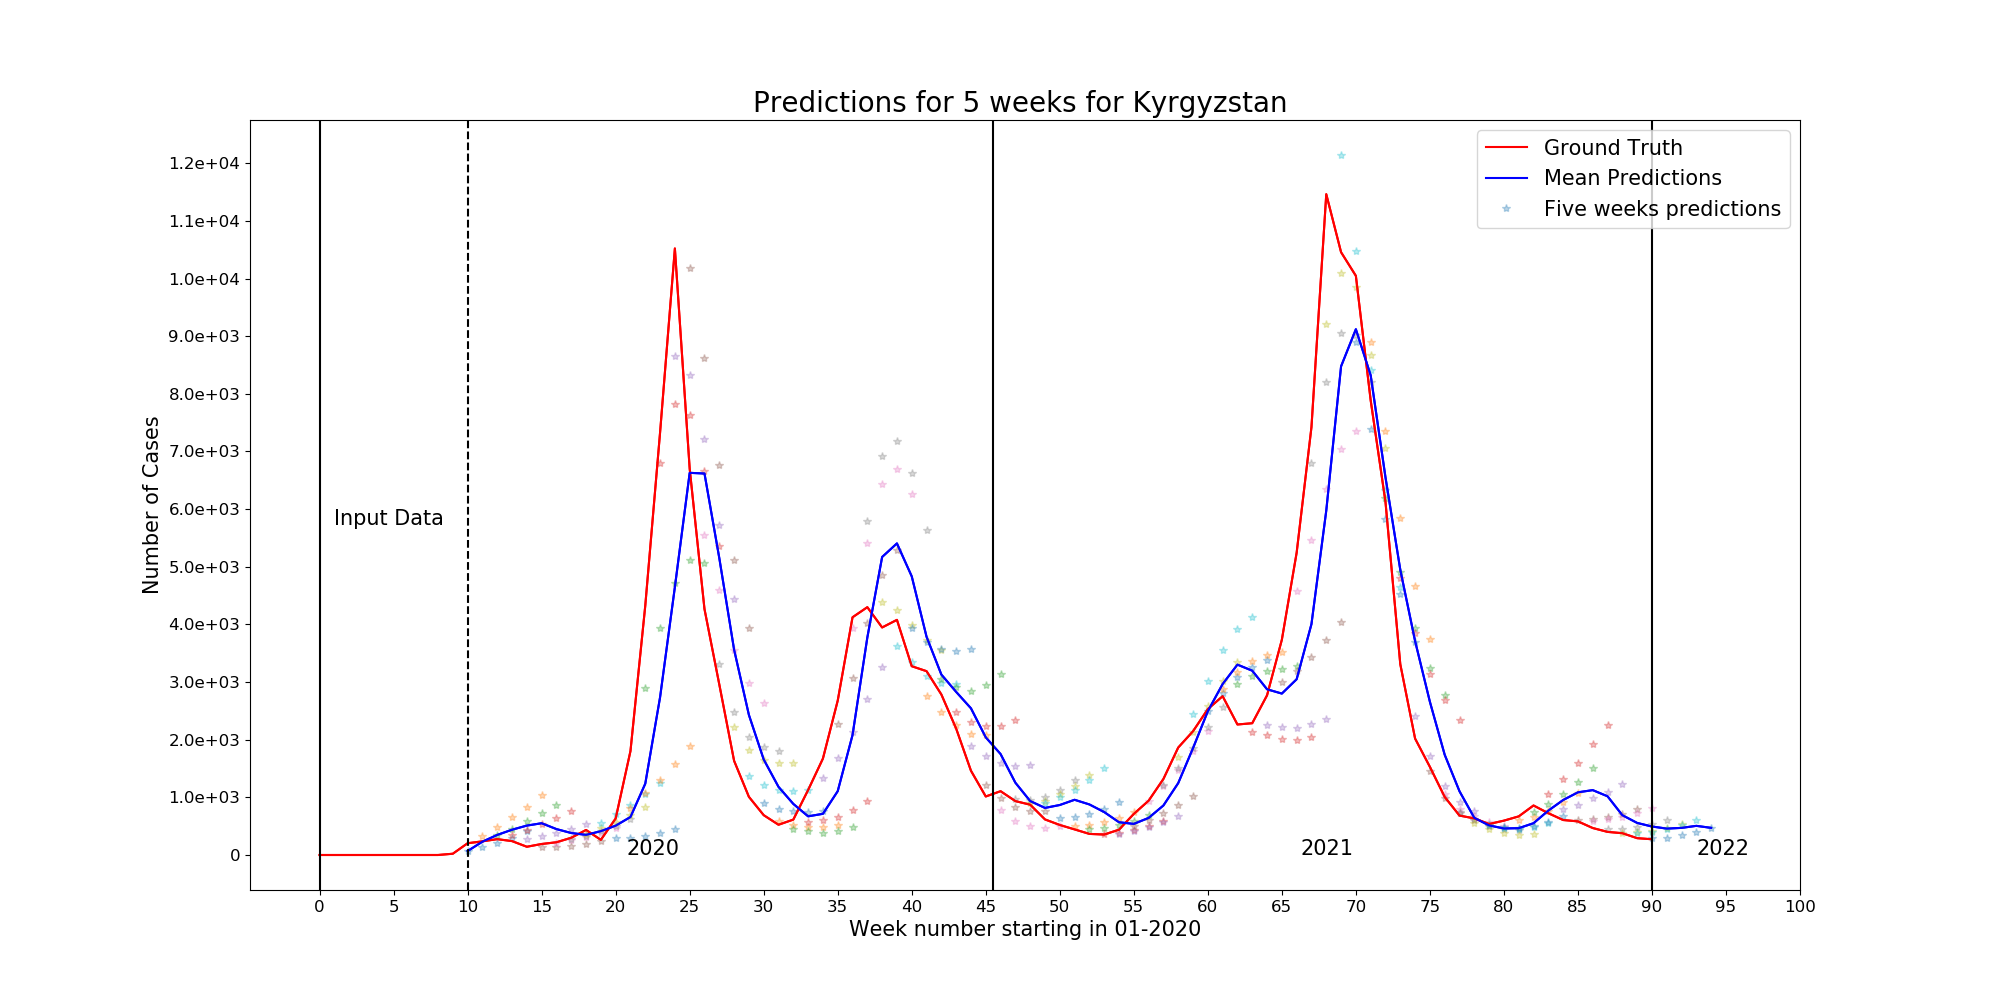 Predictions for 5 weeks for Kyrgyzstan
Ground Truth
Mean Predictions
Five weeks predictions
1.2e+04
1.1e+04
1.0e+04
9.0e+03
8.0e+03
7.0e+03
6.0e+03
5.0e+03
4.0e+03
3.0e+03
2.0e+03
1.0e+03
0
Number of Cases
Input Data
2020
2021
2022
0 5 10 15 20 25 30 35 40 45 50 55 60 65 70 75 80 85 90 95 100
Week number starting in 01-2020